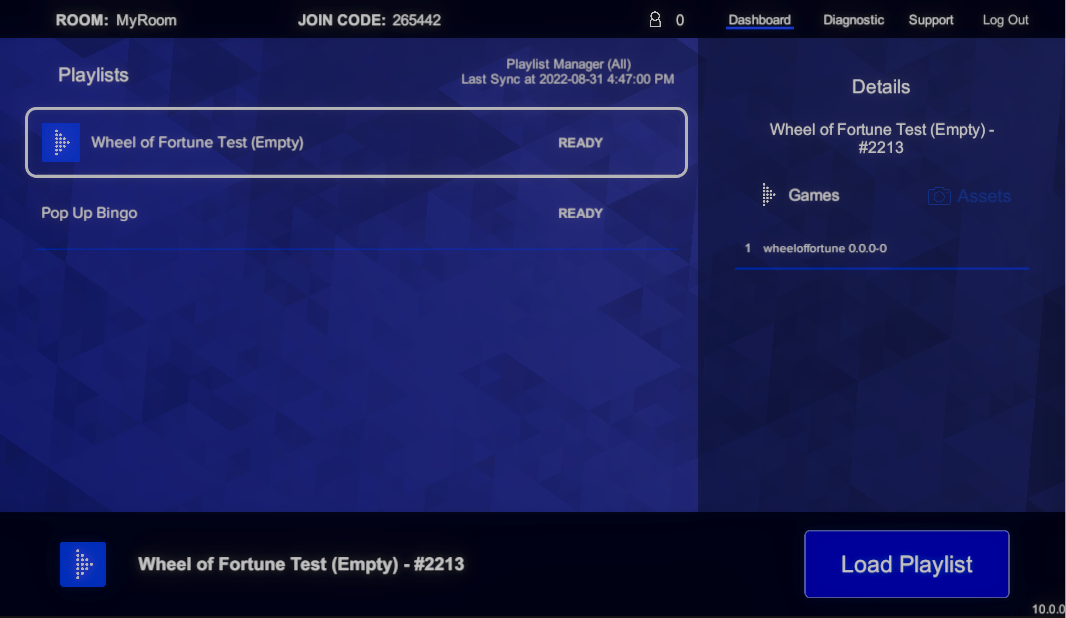 ROOM: MyRoom
JOIN CODE: 265442
0
Dashboard
Diagnostic
Support
Log Out
Playlists
Playlist Manager (All)
Last Sync at 2022-08-31 4:47:00 PM
Wheel of Fortune Test (Empty)
READY
Pop Up Bingo
READY
Details
Wheel of Fortune Test (Empty) -
#2213
Games
Assets
1 wheeloffortune 0.0.0-0
Wheel of Fortune Test (Empty) - #2213
Load Playlist
10.0.0